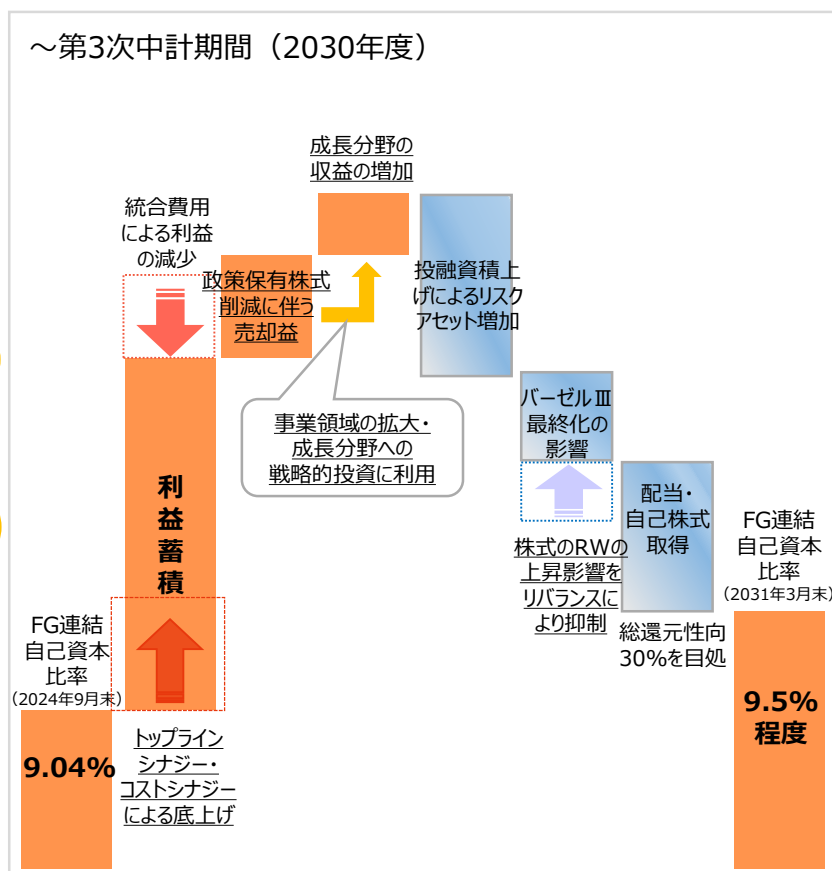 ～第3次中計期間（2030年度）
成長分野の
収益の増加
統合費用
による利益
の減少
政策保有株式
削減に伴う
売却益
投融資積上
げによるリスク
アセット増加
事業領域の拡大・
成長分野への
戦略的投資に利用
バーゼルⅢ
最終化の
影響
利
益
蓄
積
株式のRWの
上昇影響を
リバランスに
より抑制
配当・
自己株式
取得
総還元性向
30%を目処
FG連結
自己資本
比率
（2024年9月末）
9.04%
トップライン
シナジー・
コストシナジー
による底上げ
FG連結
自己資本
比率
（2031年3月末）
9.5%
程度